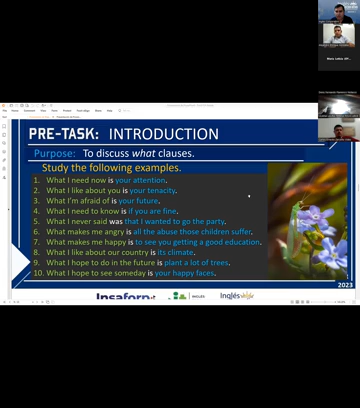 PRE-TASK: INTRODUCTION
Purpose: To discuss what clauses.
Study the following examples.
1. What I need now is your attention.
2. What I like about you is your tenacity.
3. What I'm afraid of is your future.
4. What I need to know is if you are fine.
5. What I never said was that I wanted to go the party.
6. What makes me angry is all the abuse those children suffer.
7. What makes me happy is to see you getting a good education.
8. What I like about our country is its climate.
9. What I hope to do in the future is plant a lot of trees.
10. What I hope to see someday is your happy faces.
Insaforp
INGLÉS
Inglés
2023